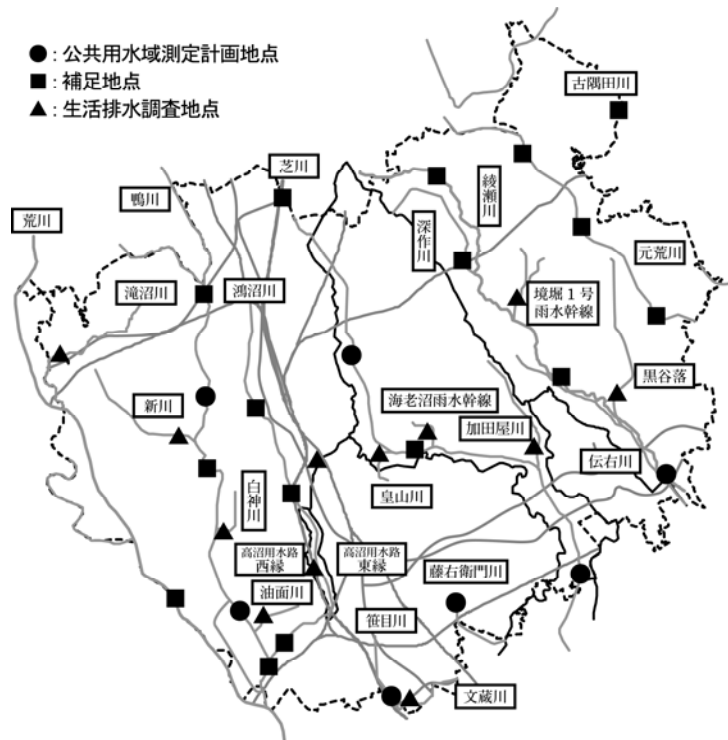 ●：公共用水域測定計画地点
■：補足地点
▲：生活排水調査地点
古隅田川
芝川
鴨川
綾瀬川
荒川
深作川
元荒川
滝沼川
鴻沼川
境堀１号
雨水幹線
新川
海老沼雨水幹線
黒谷落
加田屋川
伝右川
白神川
皇山川
高沼用水路
西縁
高沼用水路
東縁
藤右衛門川
油面川
笹目川
文蔵川